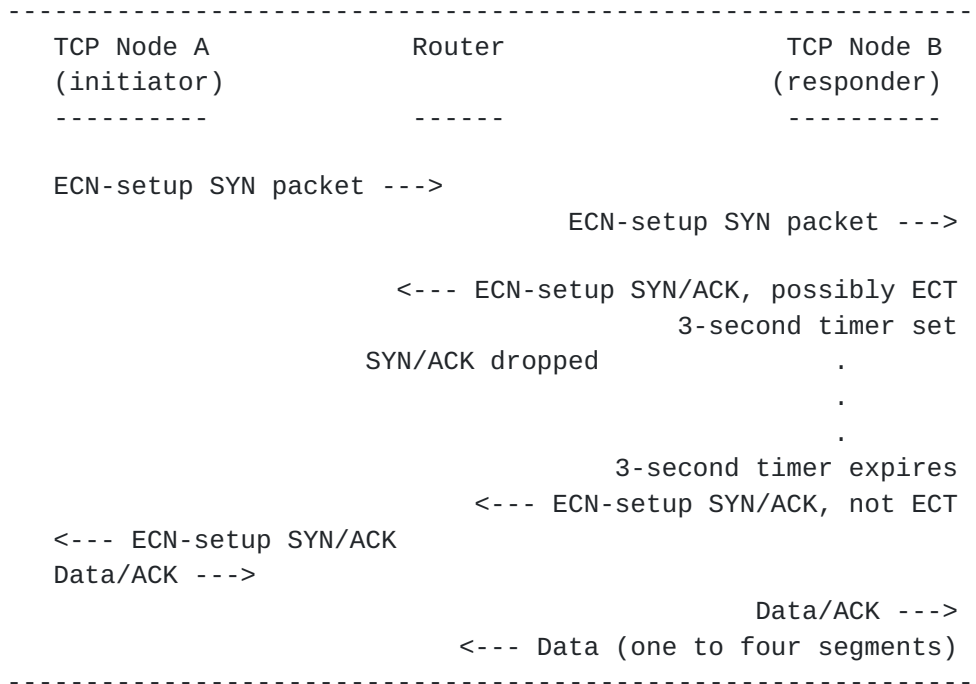 ---------------------------------------------------------------
TCP Node A             Router                  TCP Node B
(initiator)                                   (responder)
----------             ------                  ----------
ECN-setup SYN packet --->
ECN-setup SYN packet --->
<--- ECN-setup SYN/ACK, possibly ECT
3-second timer set
SYN/ACK dropped               .
.
.
3-second timer expires
<--- ECN-setup SYN/ACK, not ECT
<--- ECN-setup SYN/ACK
Data/ACK --->
Data/ACK --->
<--- Data (one to four segments)
---------------------------------------------------------------